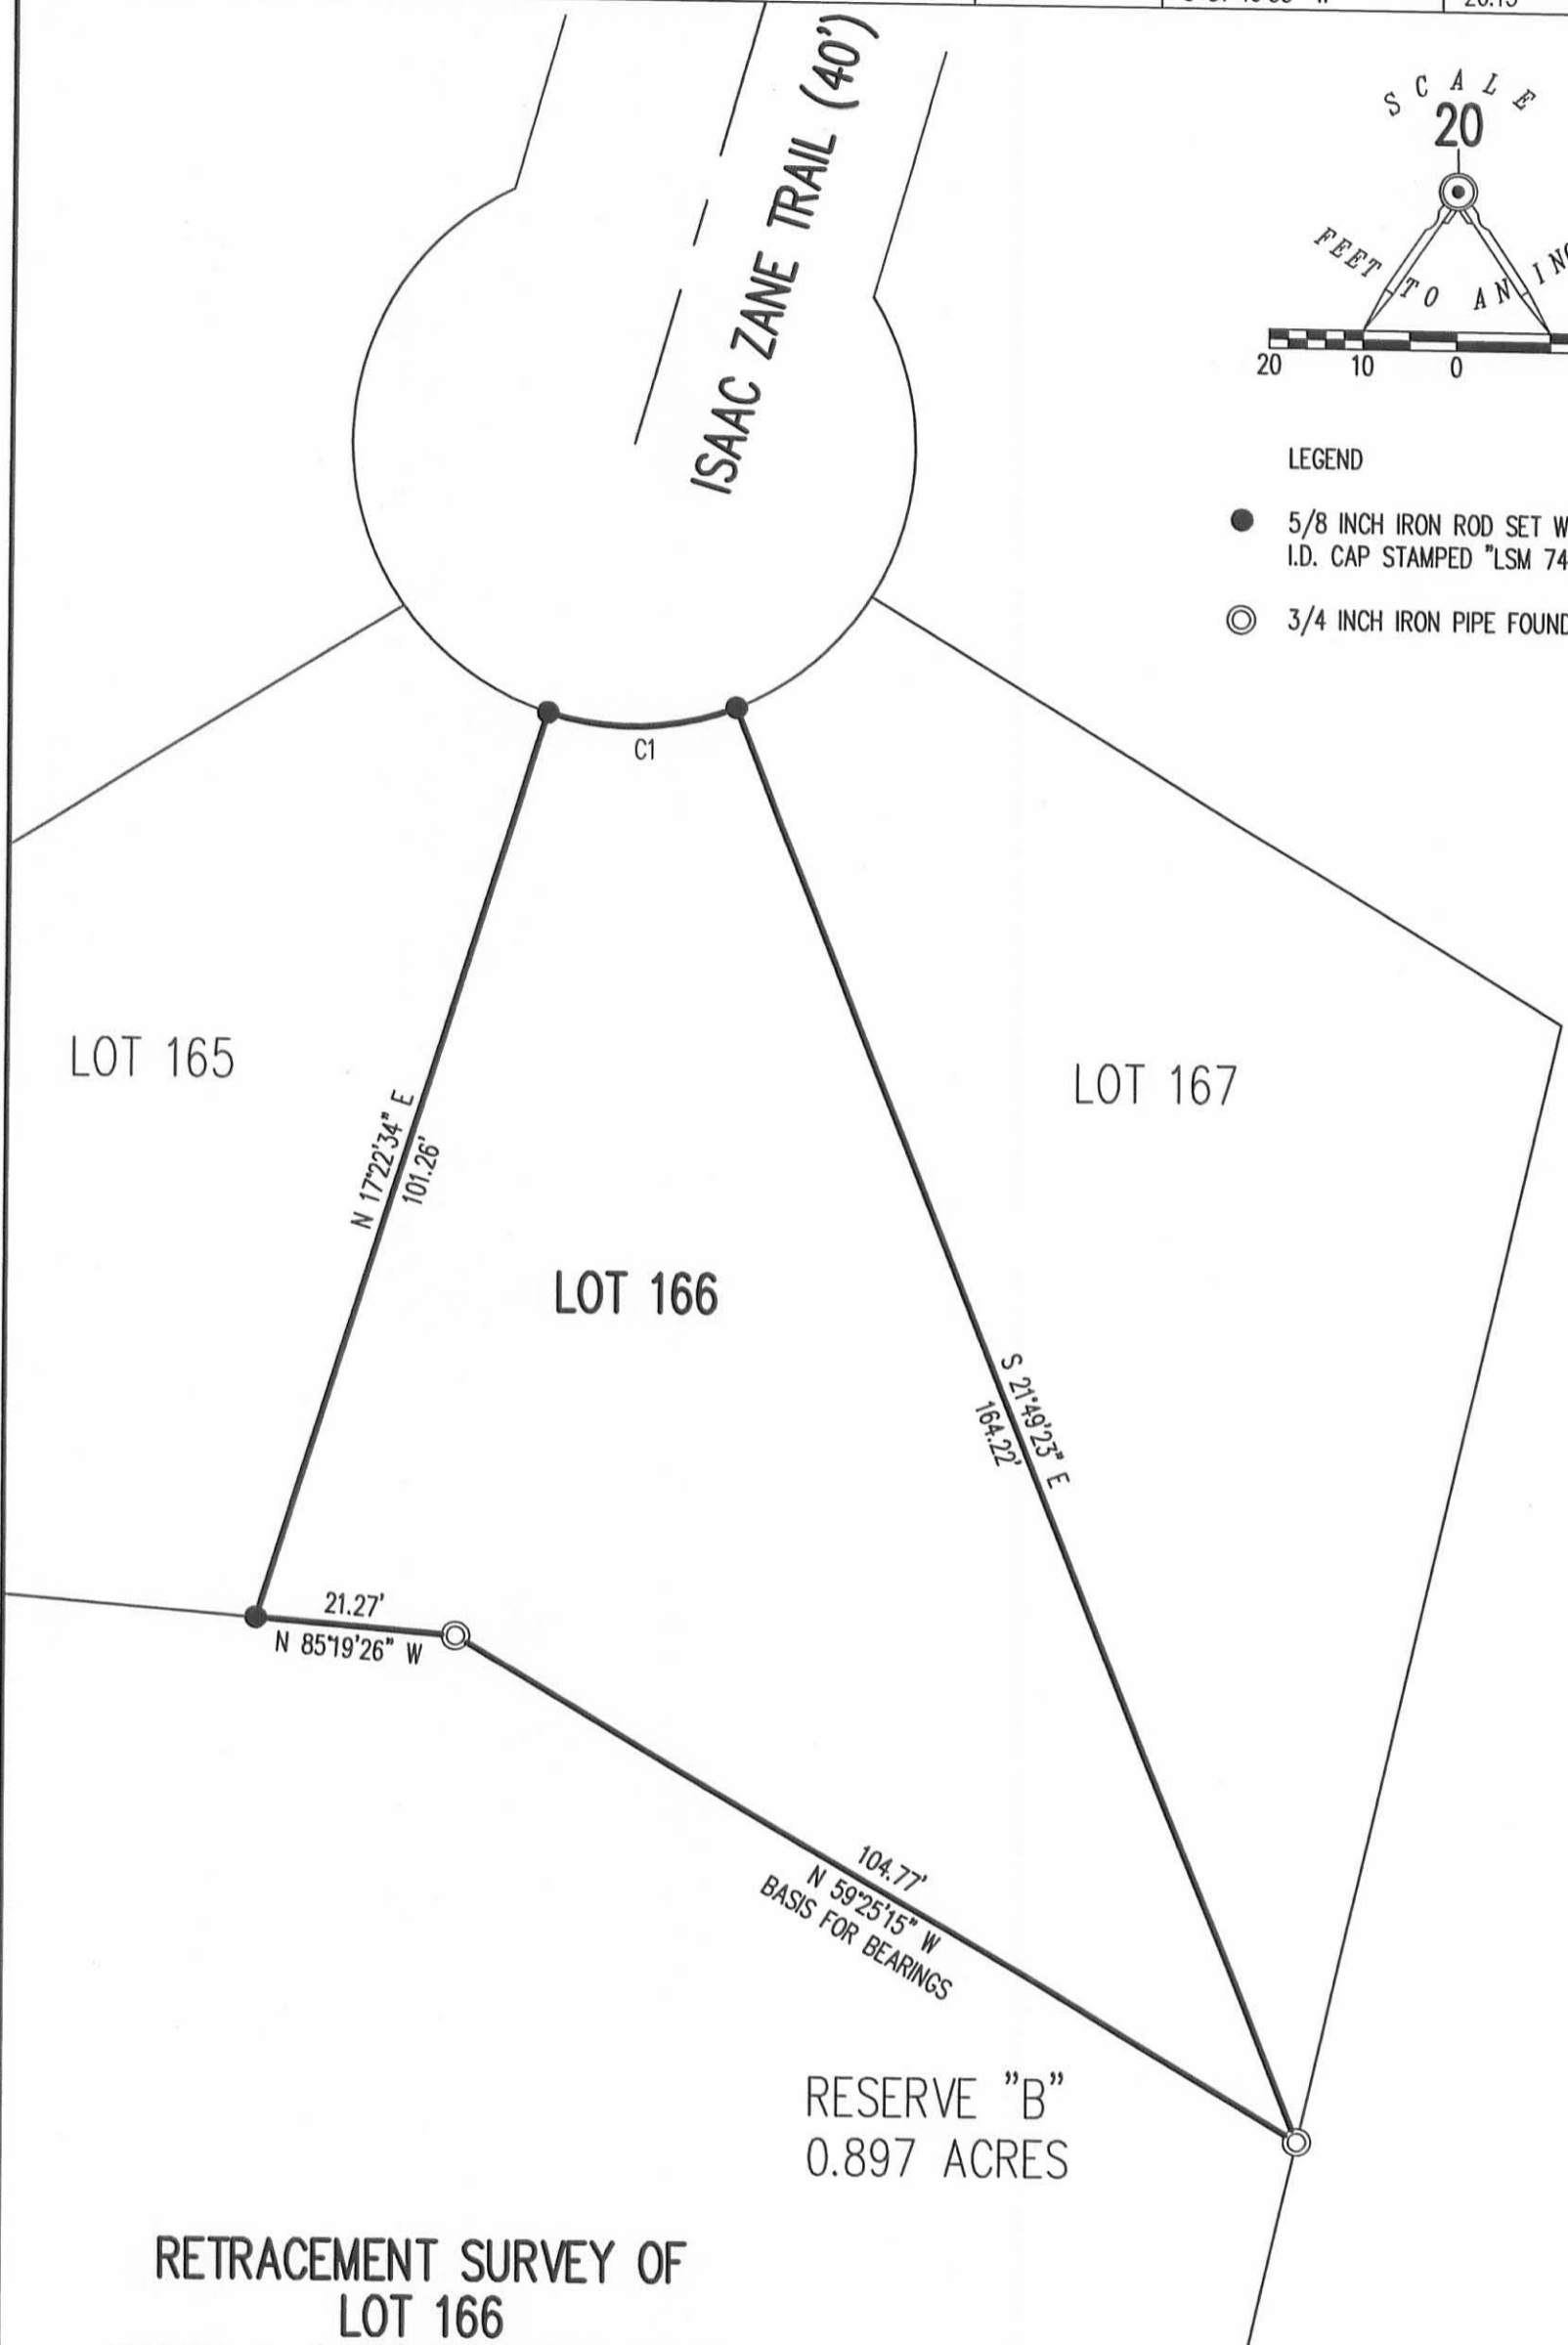 20.15'
SCALE
20
FEET TO AN
20 10 0
ISAAC ZANE TRAIL (40')
LEGEND
5/8 INCH IRON ROD SET
I.D. CAP STAMPED "LSM
3/4 INCH IRON PIPE FOUND
C1
LOT 165
LOT 167
N 17°22'34" E
101.26'
LOT 166
S 21°49'23" E
164.22'
21.27'
N 85°19'26" W
104.77'
N 59°25'15" W
BASIS FOR BEARINGS
RESERVE "B"
0.897 ACRES
RETRACEMENT SURVEY OF
LOT 166